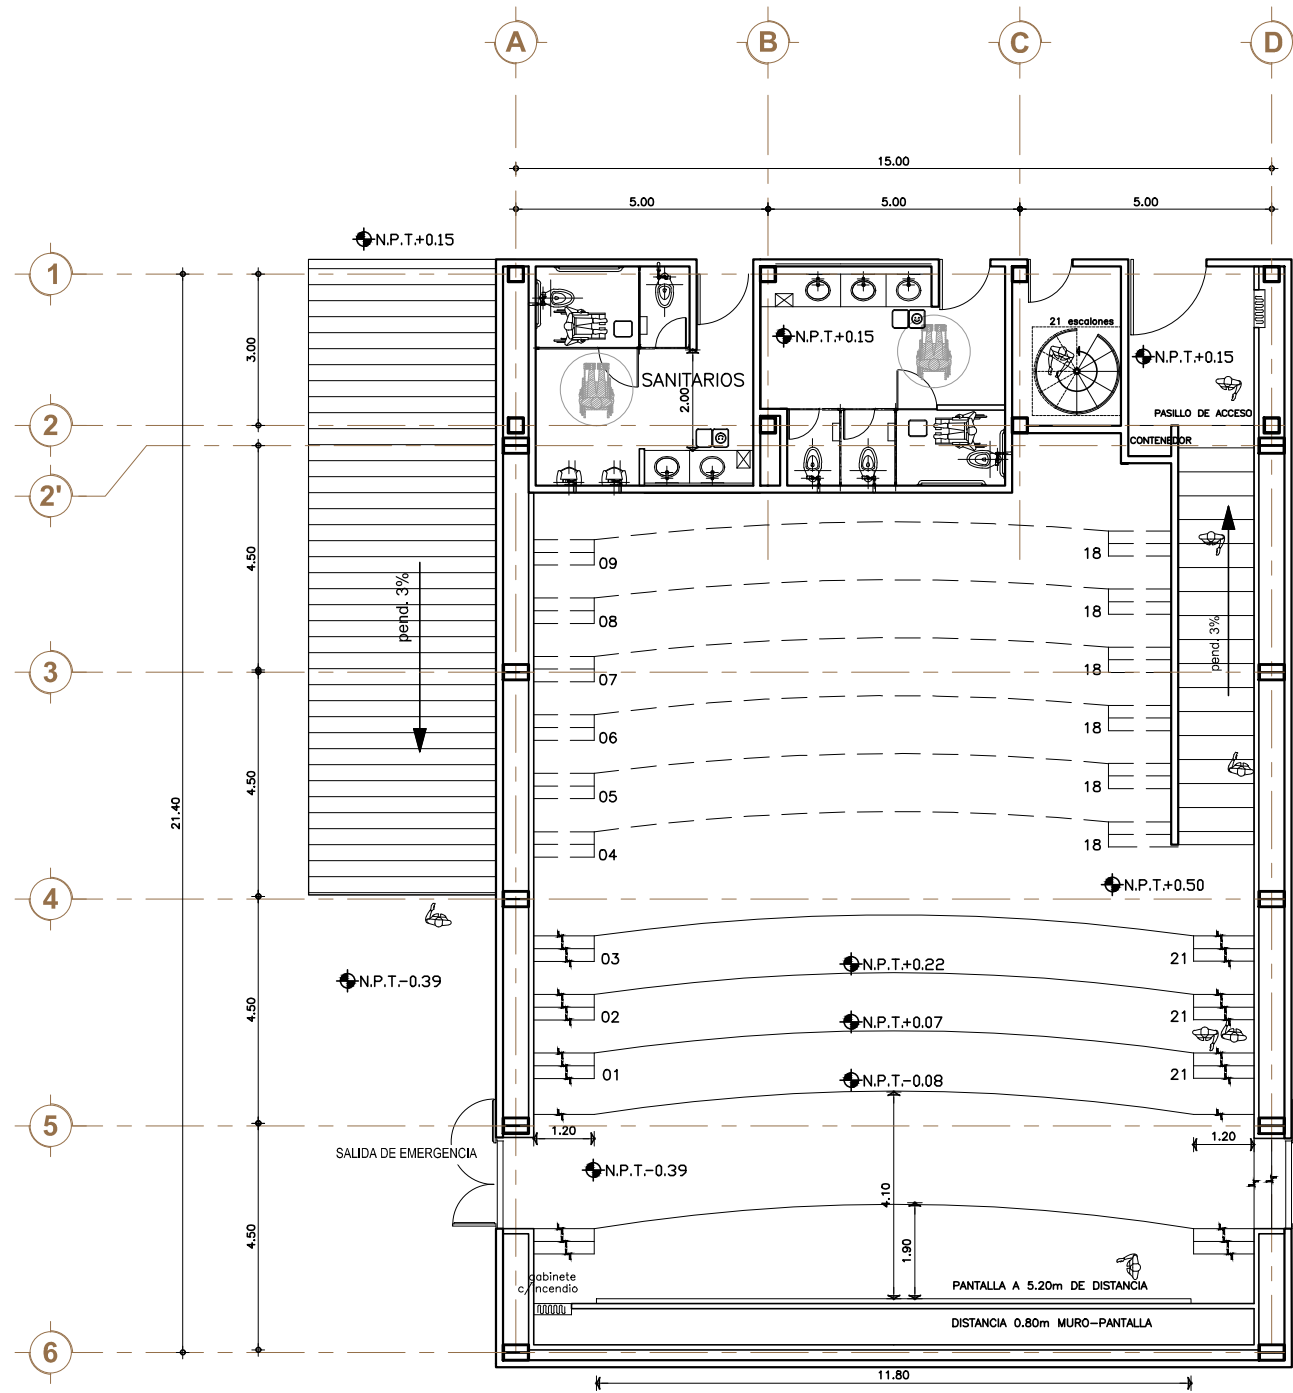 A
B
C
D
15.00
5.00
5.00
5.00
N.P.T.+0.15
1
21 escalones
N.P.T.+0.15
3.00
N.P.T.+0.15
SANITARIOS
2.00
PASILLO DE ACCESO
2
CONTENEDOR
2'
4.50
09
18
pend. 3%
08
18
pend. 3%
3
07
18
06
18
4.50
05
18
21.40
04
18
N.P.T.+0.50
4
03
N.P.T.+0.22
21
N.P.T.-0.39
4.50
02
N.P.T.+0.07
21
01
N.P.T.-0.08
21
5
1.20
1.20
SALIDA DE EMERGENCIA
N.P.T.-0.39
4.10
4.50
1.90
gabinete
c/incendio
PANTALLA A 5.20m DE DISTANCIA
DISTANCIA 0.80m MURO-PANTALLA
6
11.80